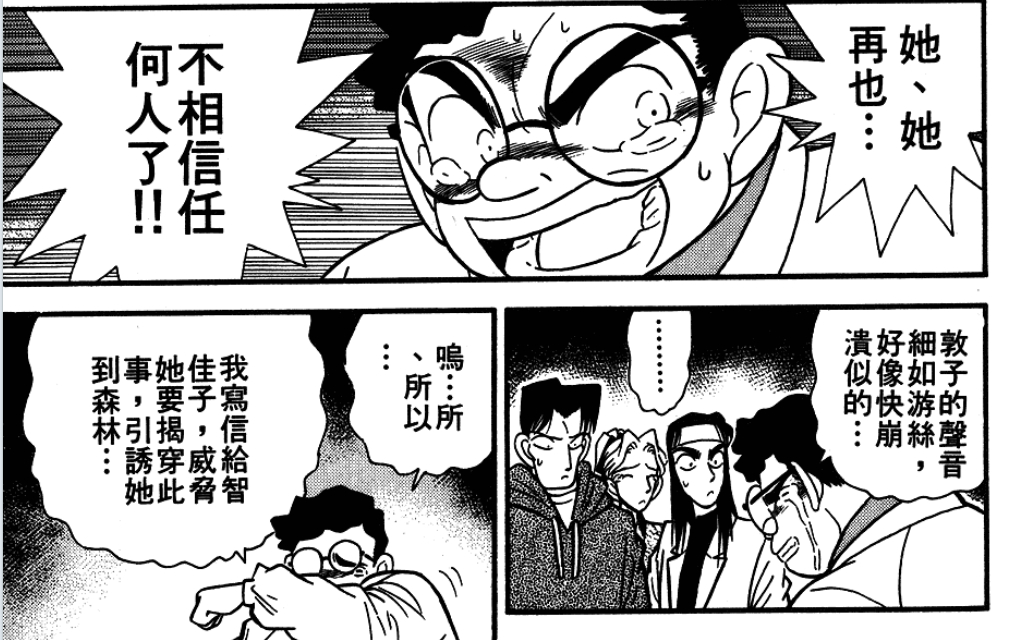 她、她
再也…
不相信任
何人了!!
敦子的聲音
細如游絲，
好像快崩
潰似的…
………
嗚…所
、所以
…
我寫信給智
佳子，威脅
她要揭穿此
事，引誘她
到森林…